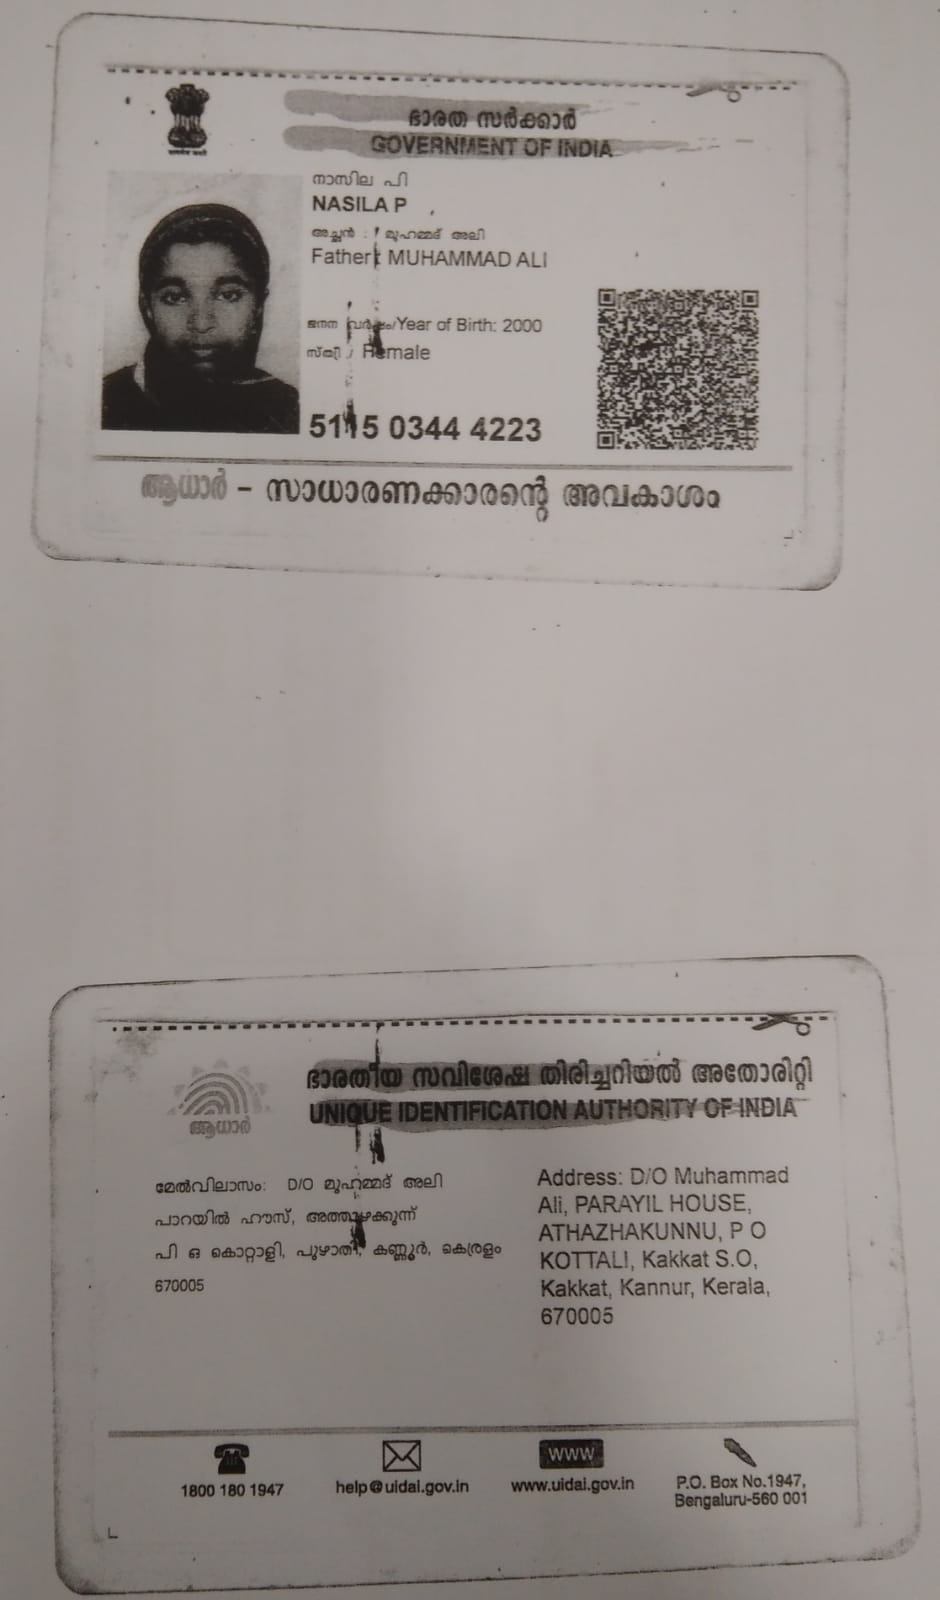 ഭാരത സർക്കാർ
GOVERNMENT OF INDIA
നാസില പി
NASILA P
അച്ഛൻ : മുഹമ്മദ് അലി
Father: MUHAMMAD ALI
ജനന വർഷം/Year of Birth: 2000
സ്ത്രീ / Female
5115 0344 4223
ആധാർ - സാധാരണക്കാരന്റെ അവകാശം
ഭാരതീയ സവിശേഷ തിരിച്ചറിയൽ അതോരിറ്റി
UNIQUE IDENTIFICATION AUTHORITY OF INDIA
ആധാർ
മേൽവിലാസം: D/O മുഹമ്മദ് അലി
പാറയിൽ ഹൗസ്, അത്താഴക്കുന്ന്
പി ഒ കൊറ്റാളി, പുഴാതി, കണ്ണൂർ, കേരളം
670005
Address: D/O Muhammad
Ali, PARAYIL HOUSE,
ATHAZHAKUNNU, P O
KOTTALI, Kakkat S.O,
Kakkat, Kannur, Kerala,
670005
1800 180 1947
help@uidai.gov.in
www
www.uidai.gov.in
P.O. Box No.1947,
Bengaluru-560 001